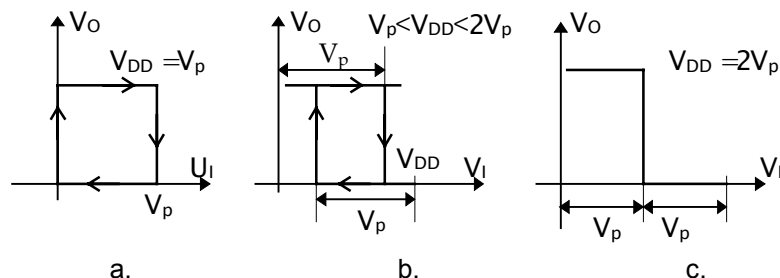 VO
VDD =Vp
UI
Vp
a.
VO
Vp<VDD<2Vp
Vp
VDD
VI
Vp
b.
VO
VDD =2Vp
VI
Vp
Vp
c.